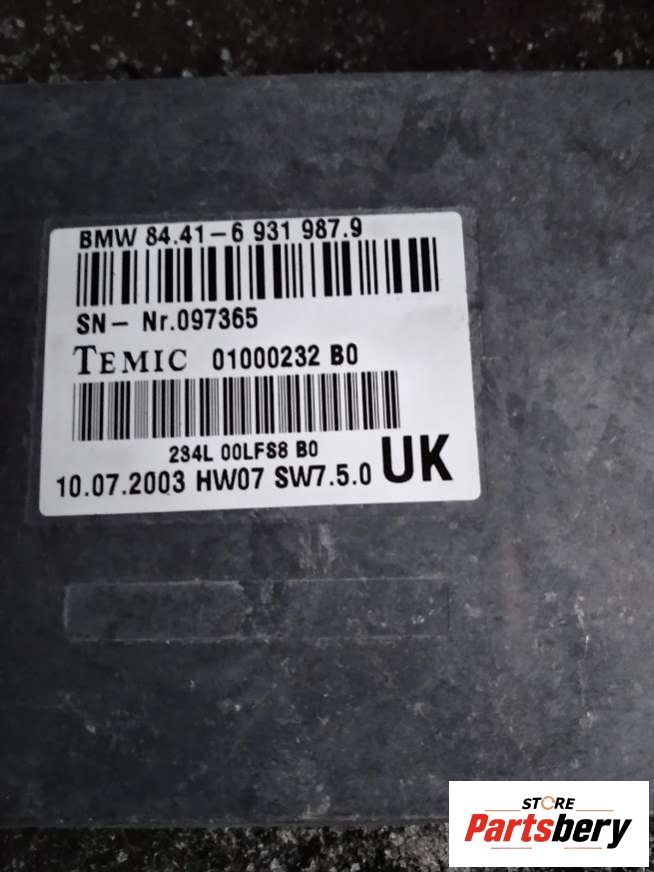 BMW 84.41-6 931 987.9
SN- Nr.097365
TEMIC 01000232 B0
234L 00LFS8 B0
10.07.2003 HW07 SW7.5.0 UK
STORE
Partsbery